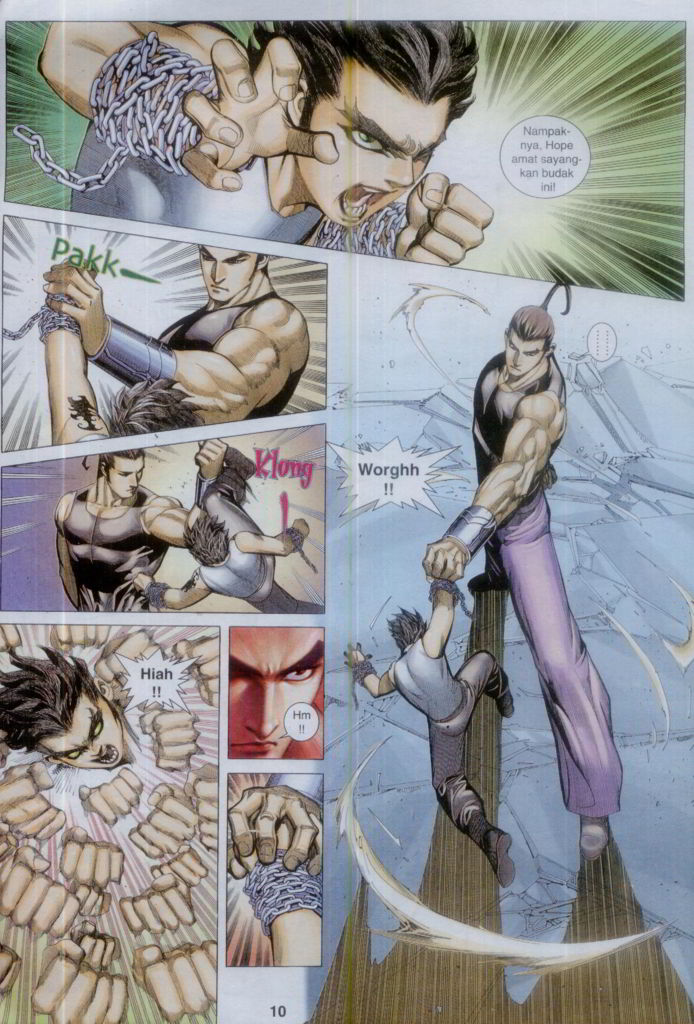 Nampak-
nya, Hope
amat sayang-
kan budak
ini!
Pakk
..........
Klong
!
Worghh
!!
Hiah
!!
Hm
!!
10